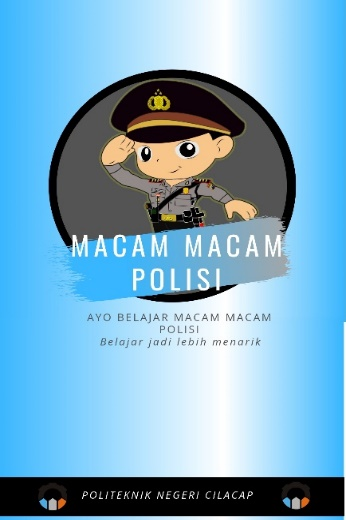 MACAM MACAM
POLISI
AYO BELAJAR MACAM MACAM
POLISI
Belajar jadi lebih menarik
POLITEKNIK NEGERI CILACAP